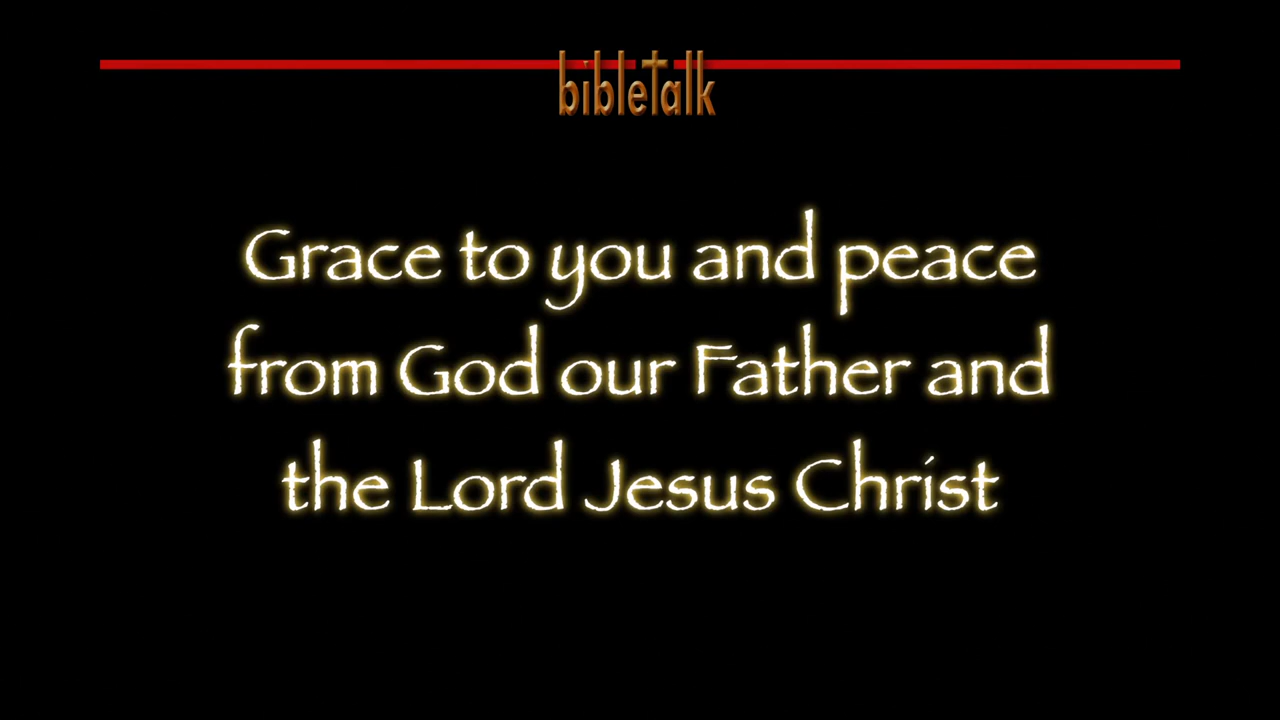 bibleTalk
Grace to you and peace
from God our Father and
the Lord Jesus Christ